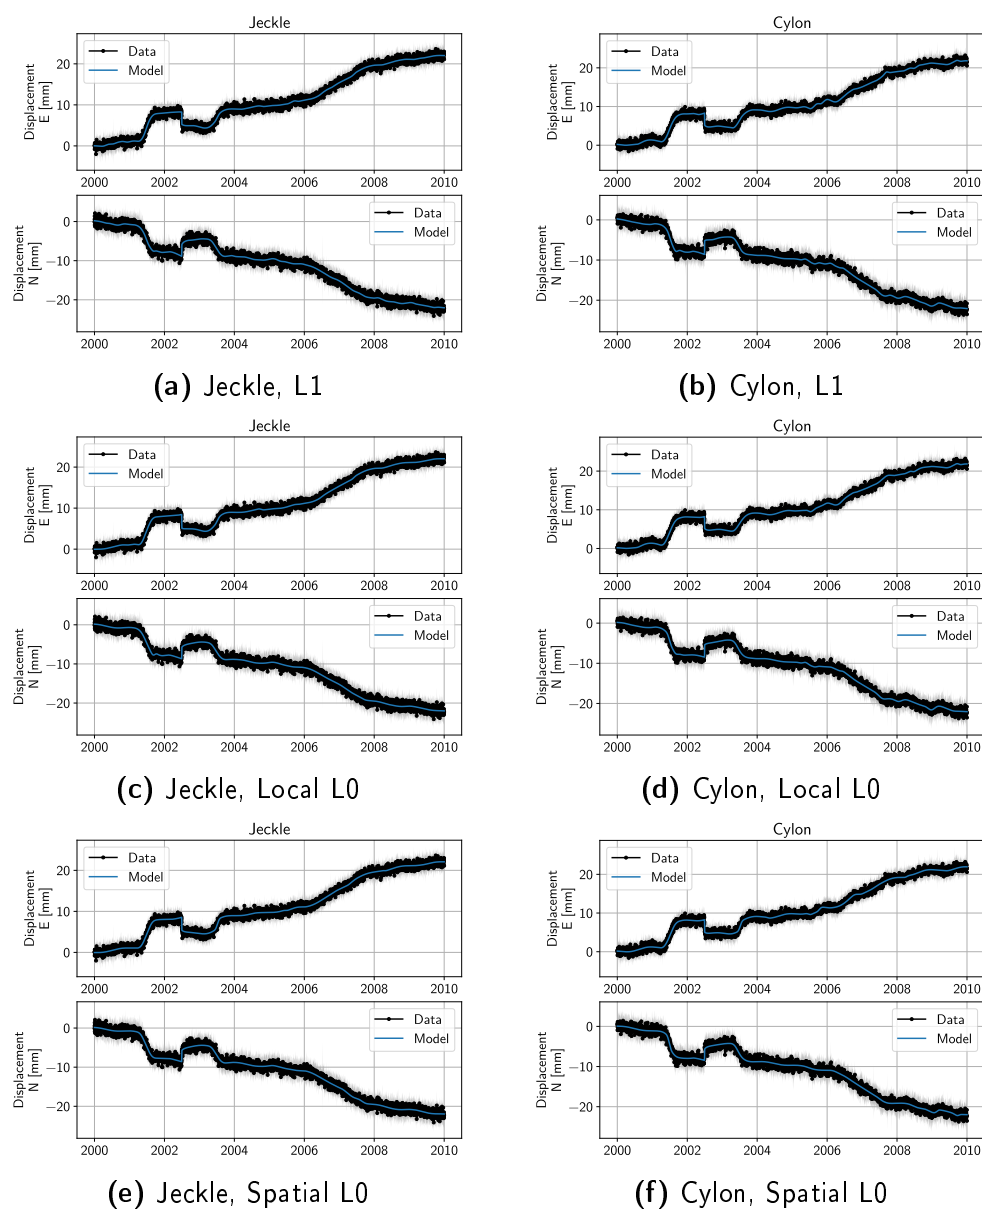 Jeckle
Cylon
Displacement
E [mm]
20
10
0
Data
Model
2000 2002 2004 2006 2008 2010
Displacement
E [mm]
20
10
0
Data
Model
2000 2002 2004 2006 2008 2010
Displacement
N [mm]
0
−10
−20
Data
Model
2000 2002 2004 2006 2008 2010
Displacement
N [mm]
0
−10
−20
Data
Model
2000 2002 2004 2006 2008 2010
(a) Jeckle, L1
(b) Cylon, L1
Jeckle
Cylon
Displacement
E [mm]
20
10
0
Data
Model
2000 2002 2004 2006 2008 2010
Displacement
E [mm]
20
10
0
Data
Model
2000 2002 2004 2006 2008 2010
Displacement
N [mm]
0
−10
−20
Data
Model
2000 2002 2004 2006 2008 2010
Displacement
N [mm]
0
−10
−20
Data
Model
2000 2002 2004 2006 2008 2010
(c) Jeckle, Local L0
(d) Cylon, Local L0
Jeckle
Cylon
Displacement
E [mm]
20
10
0
Data
Model
2000 2002 2004 2006 2008 2010
Displacement
E [mm]
20
10
0
Data
Model
2000 2002 2004 2006 2008 2010
Displacement
N [mm]
0
−10
−20
Data
Model
2000 2002 2004 2006 2008 2010
Displacement
N [mm]
0
−10
−20
Data
Model
2000 2002 2004 2006 2008 2010
(e) Jeckle, Spatial L0
(f) Cylon, Spatial L0